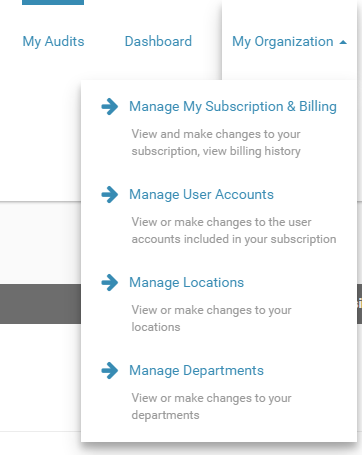 My Audits Dashboard My Organization
Manage My Subscription & Billing
View and make changes to your
subscription, view billing history
Manage User Accounts
View or make changes to the user
accounts included in your subscription
Manage Locations
View or make changes to your
locations
Manage Departments
View or make changes to your
departments